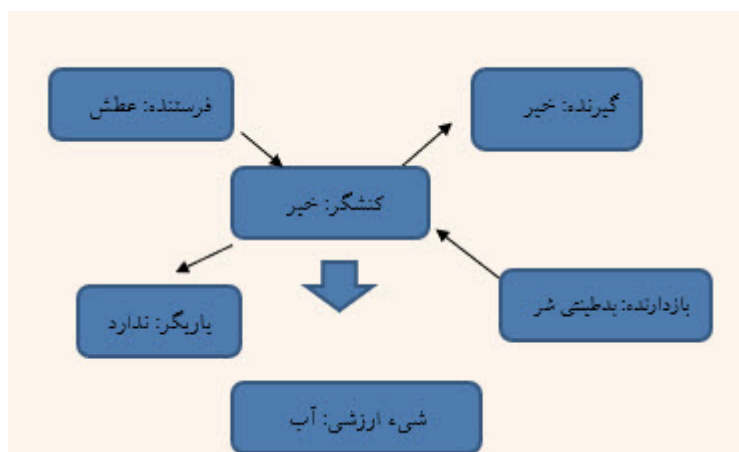 گیرنده: خیر
فرستنده: عطش
کنشگر: خیر
بازدارنده: بدطینتی شر
یاریگر: ندارد
شیء ارزشی: آب